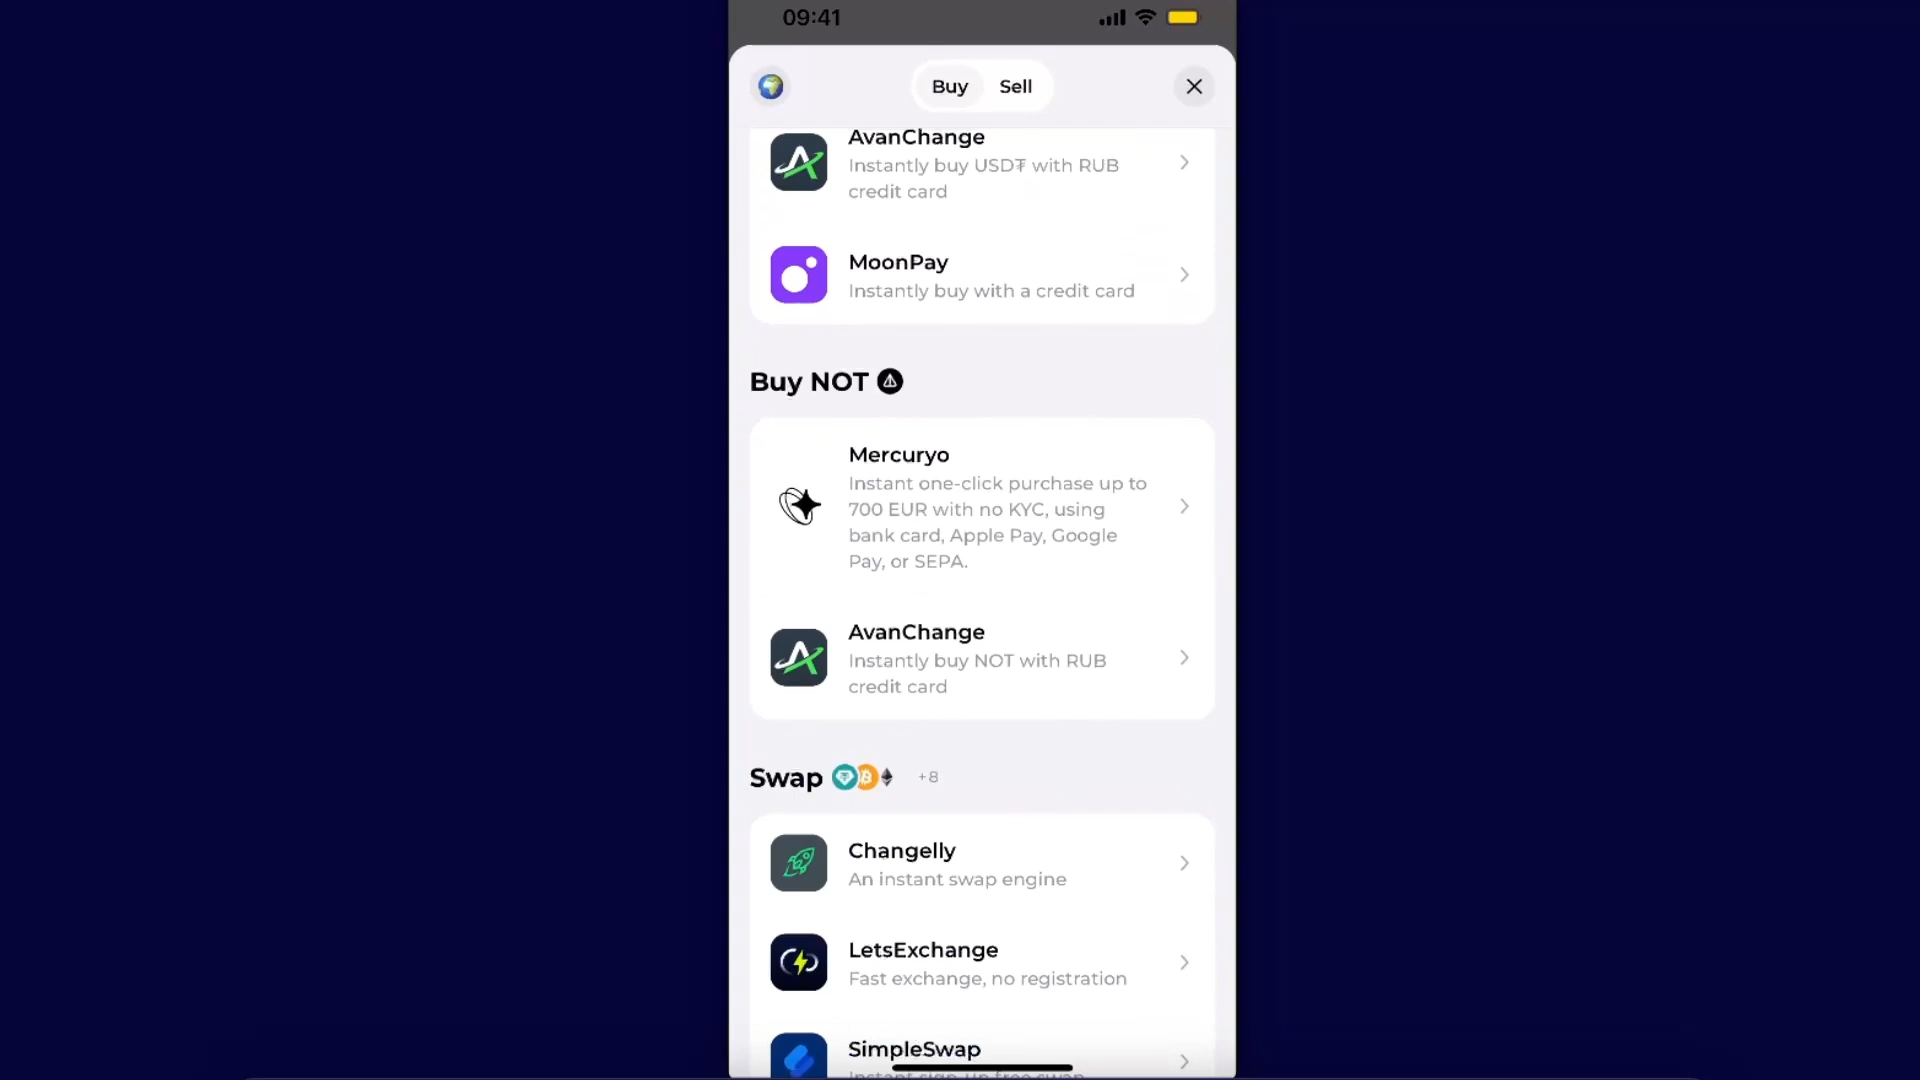 09:41
Buy Sell
AvanChange
Instantly buy USD₮ with RUB
credit card
MoonPay
Instantly buy with a credit card
Buy NOT
Mercuryo
Instant one-click purchase up to
700 EUR with no KYC, using
bank card, Apple Pay, Google
Pay, or SEPA.
AvanChange
Instantly buy NOT with RUB
credit card
Swap +8
Changelly
An instant swap engine
LetsExchange
Fast exchange, no registration
SimpleSwap